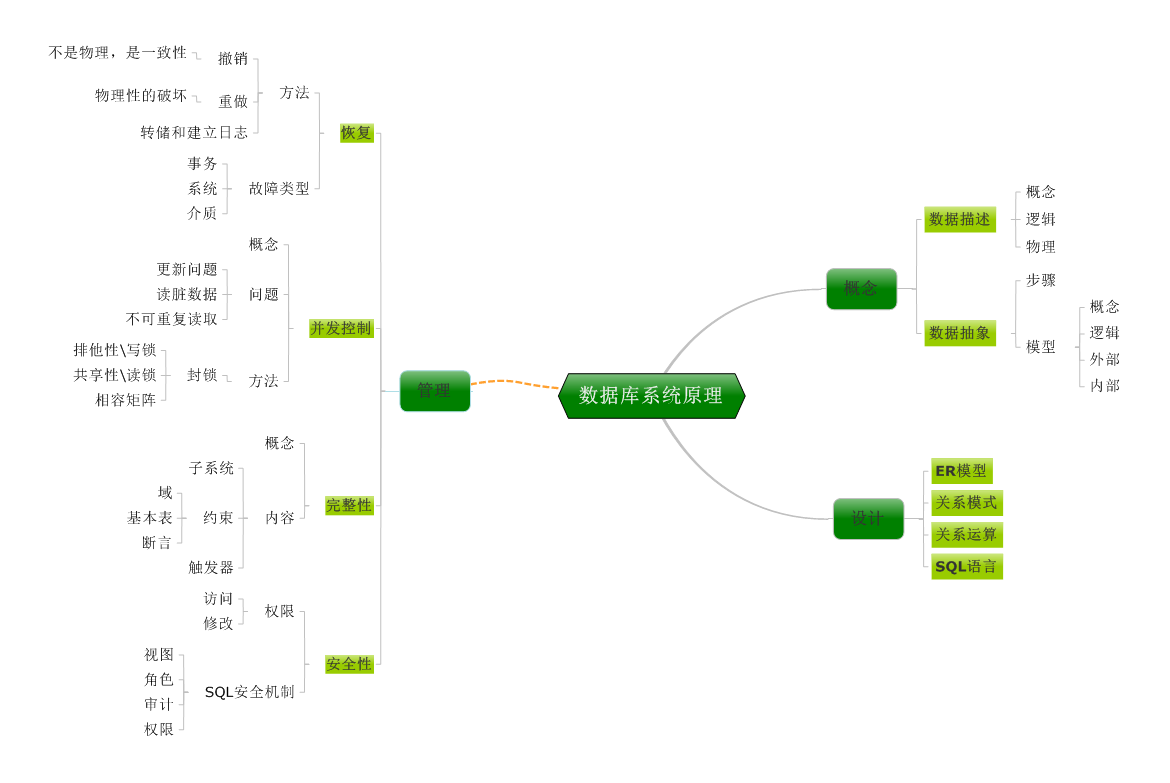 数据库系统原理
概念
数据描述
概念
逻辑
物理
数据抽象
步骤
模型
概念
逻辑
外部
内部
设计
ER模型
关系模式
关系运算
SQL语言
管理
恢复
方法
撤销
不是物理，是一致性
重做
物理性的破坏
转储和建立日志
故障类型
事务
系统
介质
并发控制
概念
问题
更新问题
读脏数据
不可重复读取
方法
封锁
排他性\写锁
共享性\读锁
相容矩阵
完整性
概念
内容
子系统
约束
域
基本表
断言
触发器
安全性
权限
访问
修改
SQL安全机制
视图
角色
审计
权限